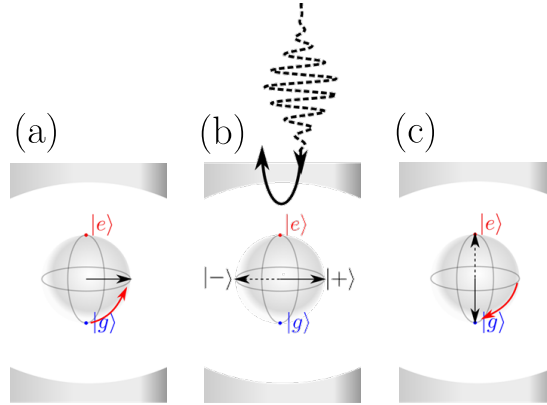 (a) (b) (c)
|e⟩ |e⟩ |e⟩
|−⟩ |+⟩
|g⟩ |g⟩ |g⟩